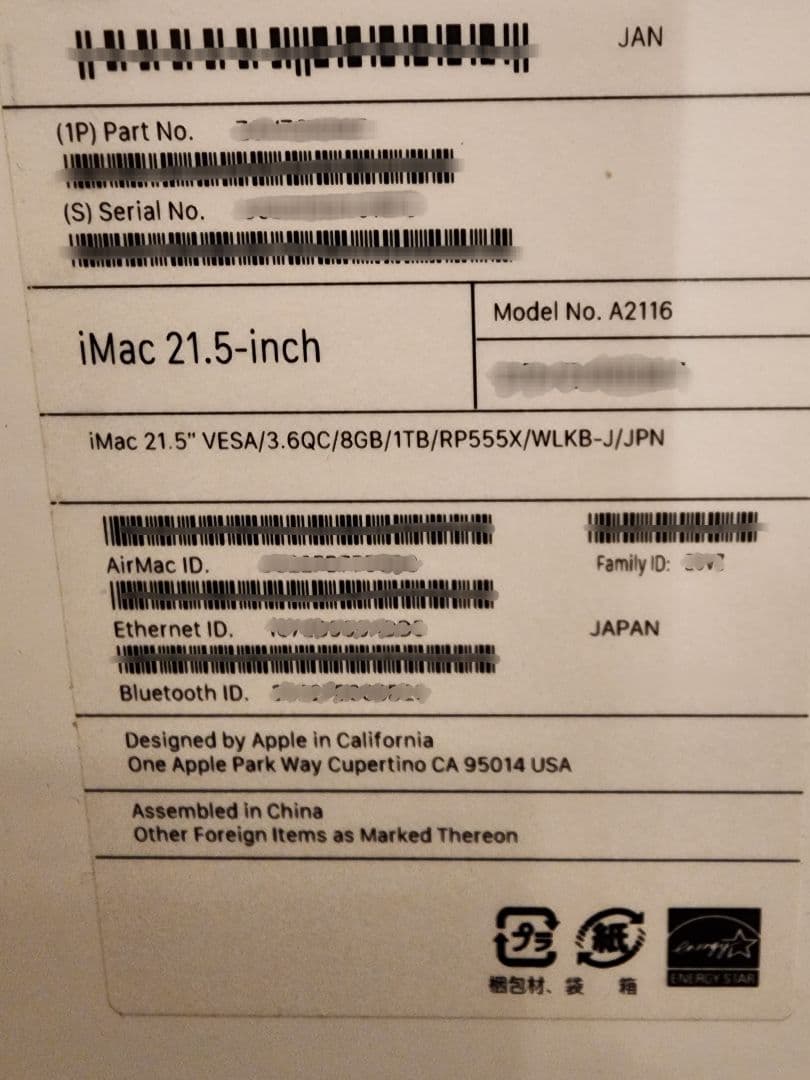 JAN
(1P) Part No.
(S) Serial No.
iMac 21.5-inch
Model No. A2116
iMac 21.5" VESA/3.6QC/8GB/1TB/RP555X/WLKB-J/JPN
AirMac ID.
Family ID:
Ethernet ID.
JAPAN
Bluetooth ID.
Designed by Apple in California
One Apple Park Way Cupertino CA 95014 USA
Assembled in China
Other Foreign Items as Marked Thereon
プラ 紙 energy
梱包材、袋 箱 ENERGY STAR